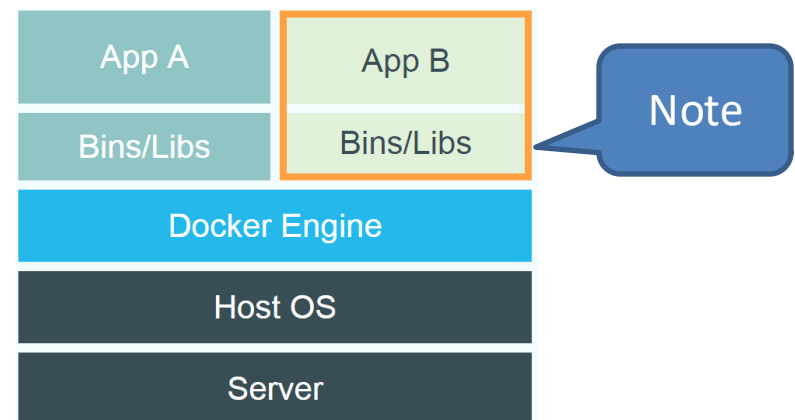 App A
App B
Note
Bins/Libs
Bins/Libs
Docker Engine
Host OS
Server